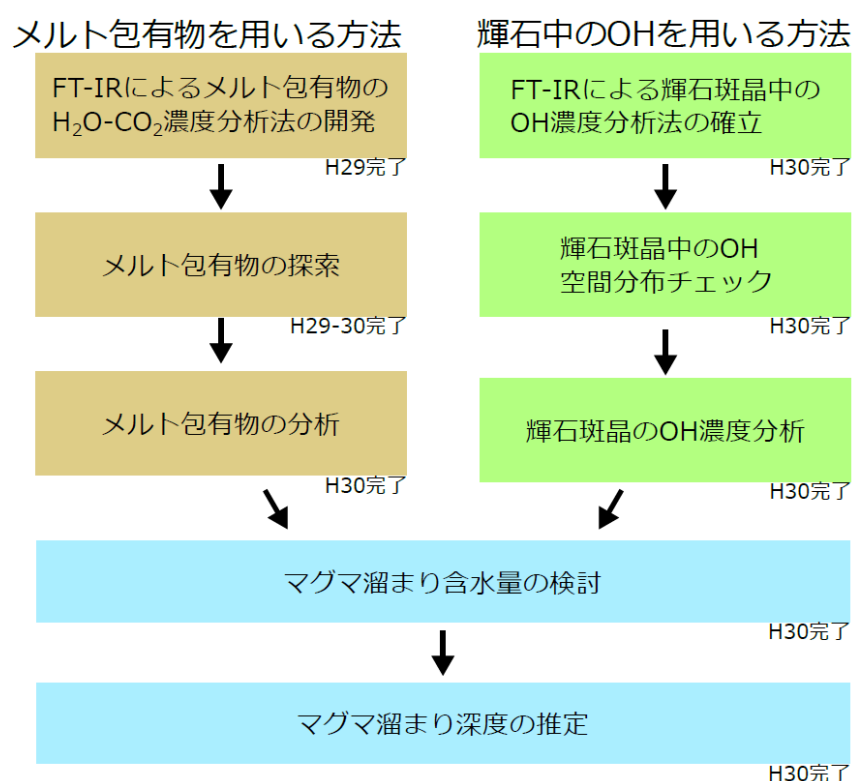 メルト包有物を用いる方法
FT-IRによるメルト包有物の
H₂O-CO₂濃度分析法の開発
H29完了
メルト包有物の探索
H29-30完了
メルト包有物の分析
H30完了
輝石中のOHを用いる方法
FT-IRによる輝石斑晶中の
OH濃度分析法の確立
H30完了
輝石斑晶中のOH
空間分布チェック
H30完了
輝石斑晶のOH濃度分析
H30完了
マグマ溜まり含水量の検討
H30完了
マグマ溜まり深度の推定
H30完了